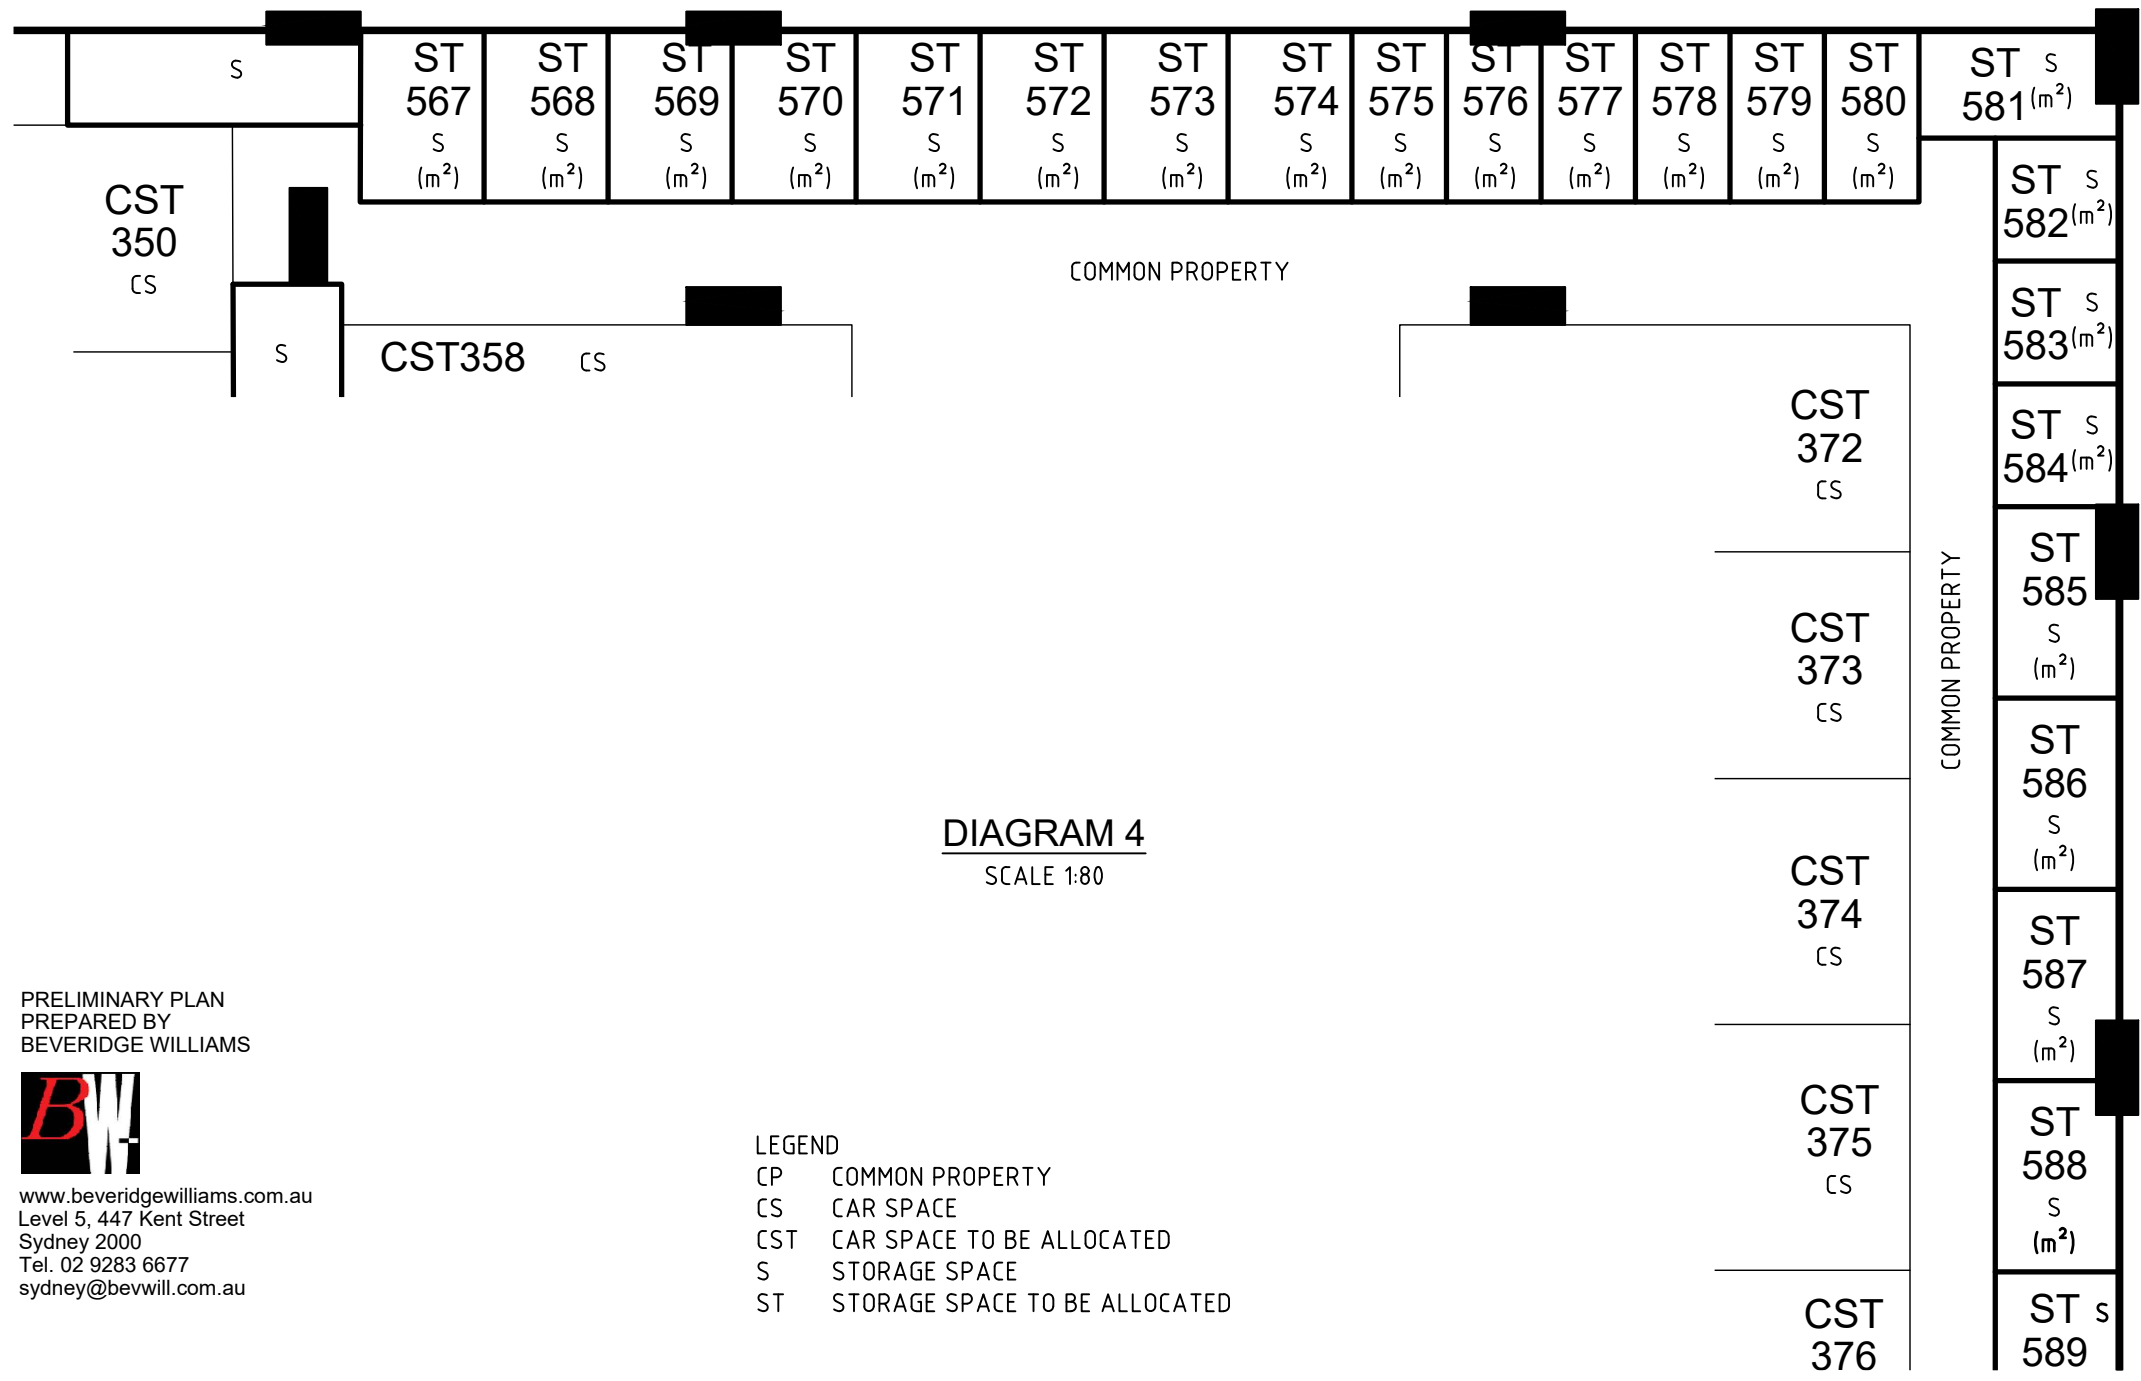 S
ST
567
S
(m²)
ST
568
S
(m²)
ST
569
S
(m²)
ST
570
S
(m²)
ST
571
S
(m²)
ST
572
S
(m²)
ST
573
S
(m²)
ST
574
S
(m²)
ST
575
S
(m²)
ST
576
S
(m²)
ST
577
S
(m²)
ST
578
S
(m²)
ST
579
S
(m²)
ST
580
S
(m²)
ST S
581 (m²)
ST S
582 (m²)
ST S
583 (m²)
ST S
584 (m²)
ST
585
S
(m²)
ST
586
S
(m²)
ST
587
S
(m²)
ST
588
S
(m²)
ST S
589
CST
350
CS
COMMON PROPERTY
S
CST358 CS
CST
372
CS
CST
373
CS
CST
374
CS
CST
375
CS
CST
376
COMMON PROPERTY
DIAGRAM 4
SCALE 1:80
PRELIMINARY PLAN
PREPARED BY
BEVERIDGE WILLIAMS
BW
www.beveridgewilliams.com.au
Level 5, 447 Kent Street
Sydney 2000
Tel. 02 9283 6677
sydney@bevwill.com.au
LEGEND
CP COMMON PROPERTY
CS CAR SPACE
CST CAR SPACE TO BE ALLOCATED
S STORAGE SPACE
ST STORAGE SPACE TO BE ALLOCATED